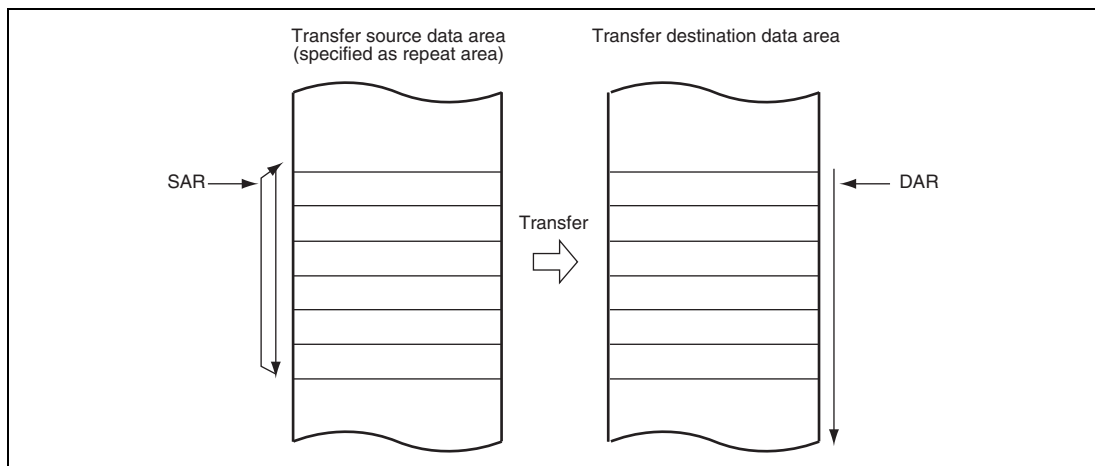 Transfer source data area
(specified as repeat area)
Transfer destination data area
SAR
Transfer
DAR